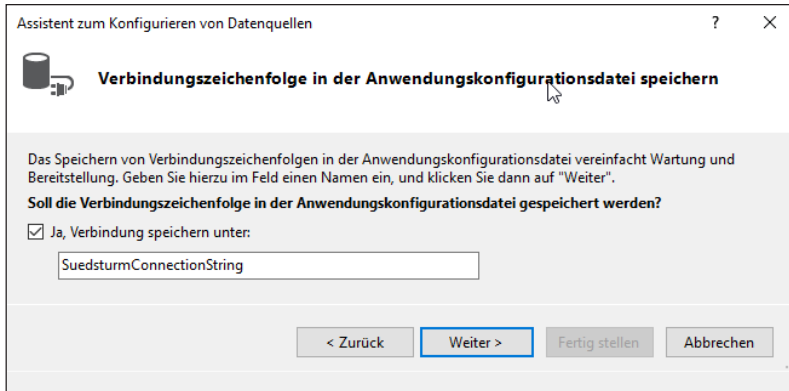 Assistent zum Konfigurieren von Datenquellen
Verbindungszeichenfolge in der Anwendungskonfigurationsdatei speichern
Das Speichern von Verbindungszeichenfolgen in der Anwendungskonfigurationsdatei vereinfacht Wartung und
Bereitstellung. Geben Sie hierzu im Feld einen Namen ein, und klicken Sie dann auf "Weiter".
Soll die Verbindungszeichenfolge in der Anwendungskonfigurationsdatei gespeichert werden?
Ja, Verbindung speichern unter:
SuedsturmConnectionString
< Zurück Weiter > Fertig stellen Abbrechen